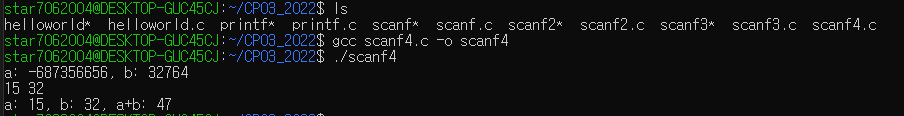 star7062004@DESKTOP-GUC45CJ:~/CP03_2022$ ls
helloworld*  helloworld.c  printf*  printf.c  scanf*  scanf.c  scanf2*  scanf2.c  scanf3*  scanf3.c  scanf4.c
star7062004@DESKTOP-GUC45CJ:~/CP03_2022$ gcc scanf4.c -o scanf4
star7062004@DESKTOP-GUC45CJ:~/CP03_2022$ ./scanf4
a: -687356656, b: 32764
15 32
a: 15, b: 32, a+b: 47